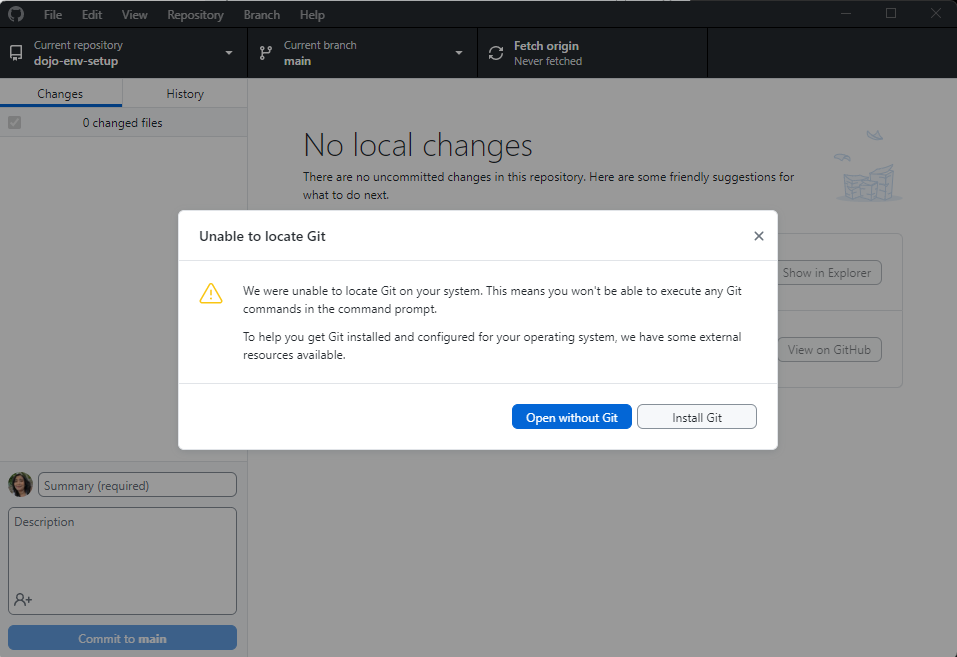 File Edit View Repository Branch Help
Current repository
dojo-env-setup
Current branch
main
Fetch origin
Never fetched
Changes
History
0 changed files
No local changes
There are no uncommitted changes in this repository. Here are some friendly suggestions for
what to do next.
Show in Explorer
View on GitHub
Unable to locate Git
We were unable to locate Git on your system. This means you won't be able to execute any Git
commands in the command prompt.
To help you get Git installed and configured for your operating system, we have some external
resources available.
Open without Git
Install Git
Summary (required)
Description
Commit to main